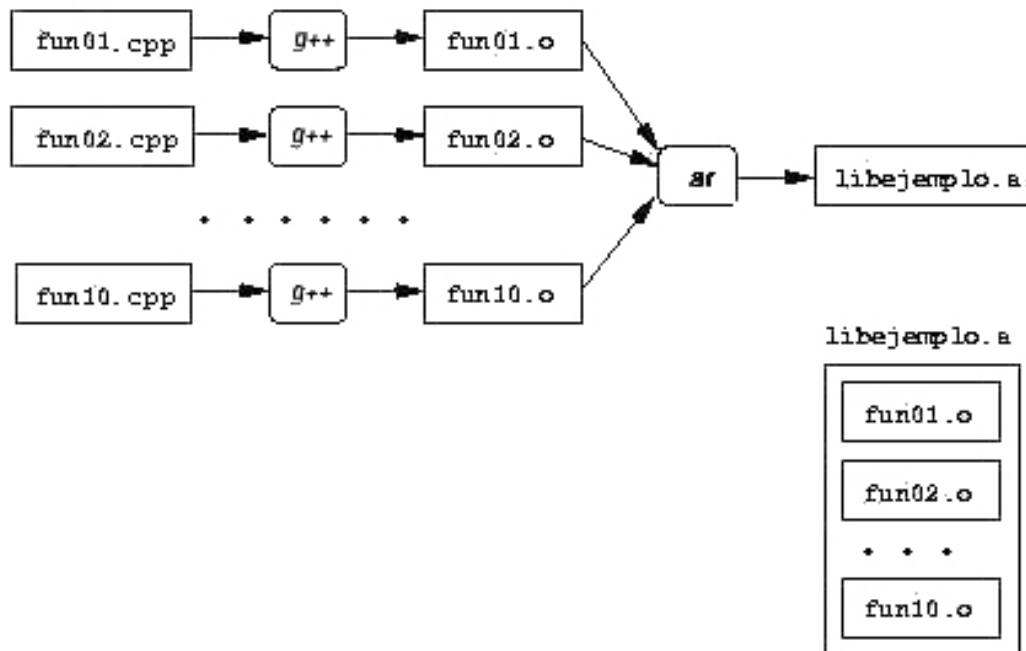 fun01.cpp g++ fun01.o
fun02.cpp g++ fun02.o
ar libejemplo.a
. . . . . .
fun10.cpp g++ fun10.o
libejemplo.a
fun01.o
fun02.o
. . .
fun10.o